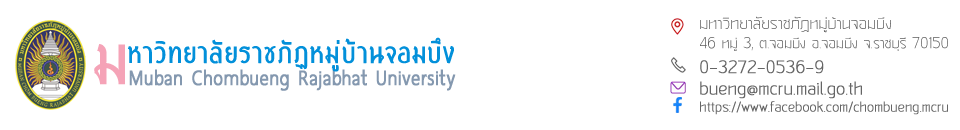 มหาวิทยาลัยราชภัฏหมู่บ้านจอมบึง
Muban Chombueng Rajabhat University
มหาวิทยาลัยราชภัฏหมู่บ้านจอมบึง
46 หมู่ 3, ต.จอมบึง อ.จอมบึง จ.ราชบุรี 70150
0-3272-0536-9
bueng@mcru.mail.go.th
https://www.facebook.com/chombueng.mcru